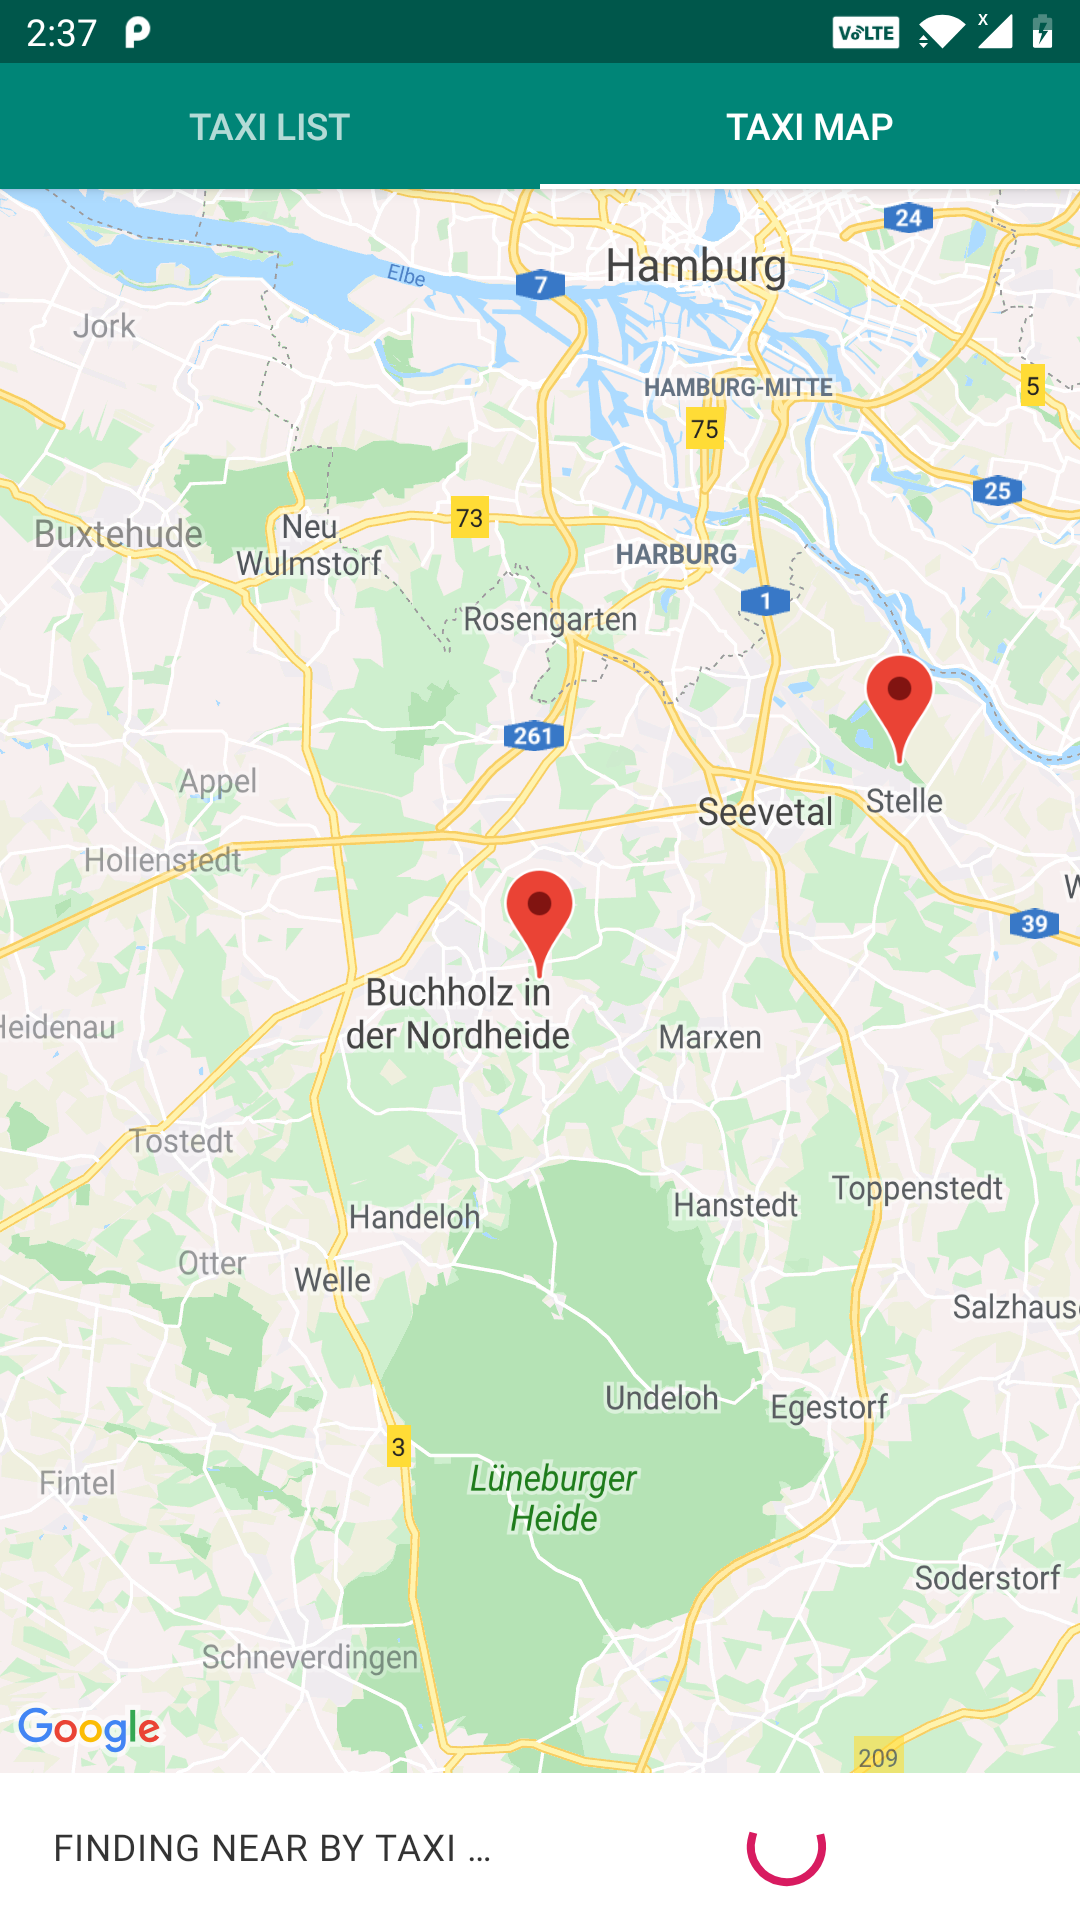 2:37
VoLTE
X
TAXI LIST
TAXI MAP
24
Hamburg
Elbe
7
Jork
HAMBURG-MITTE
5
75
25
73
Buxtehude
Neu
Wulmstorf
HARBURG
1
Rosengarten
261
Appel
Stelle
Seevetal
Hollenstedt
W
39
Buchholz in
der Nordheide
Heidenau
Marxen
Tostedt
Toppenstedt
Hanstedt
Handeloh
Otter
Welle
Salzhaus
Undeloh
Egestorf
3
Lüneburger
Heide
Fintel
Soderstorf
Schneverdingen
Google
209
FINDING NEAR BY TAXI ...